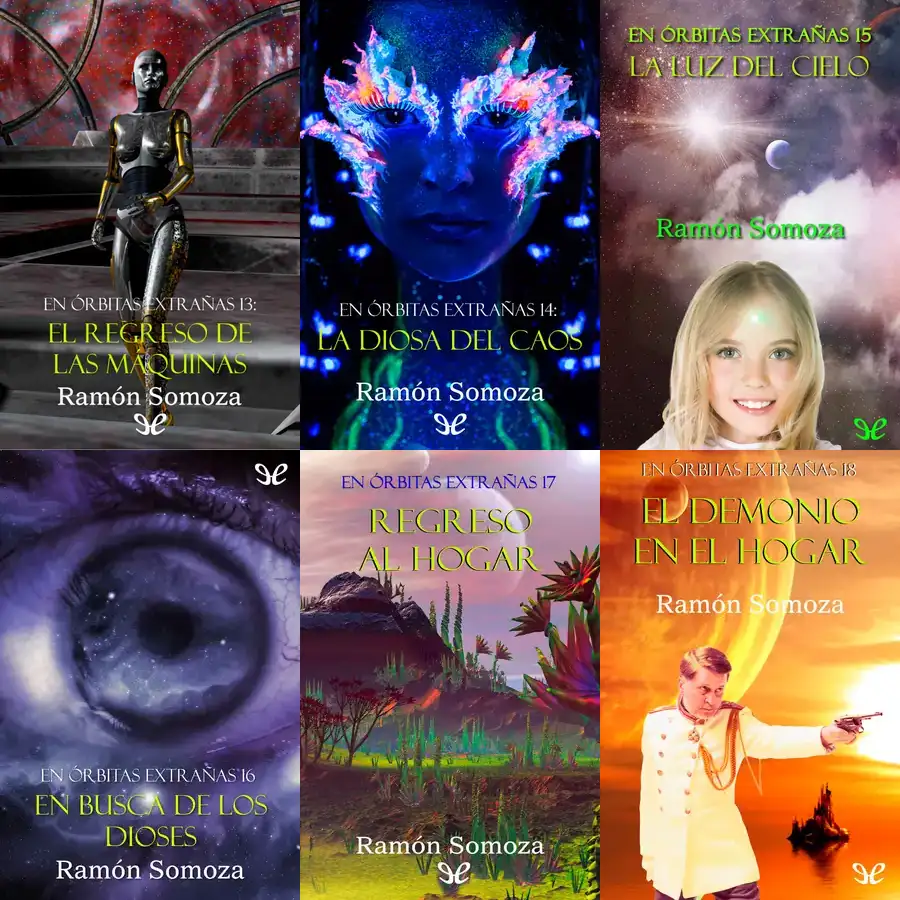 EN ÓRBITAS EXTRAÑAS 13:
EL REGRESO DE
LAS MÁQUINAS
Ramón Somoza
EN ÓRBITAS EXTRAÑAS 14:
LA DIOSA DEL CAOS
Ramón Somoza
EN ÓRBITAS EXTRAÑAS 15
LA LUZ DEL CIELO
Ramón Somoza
EN ÓRBITAS EXTRAÑAS 16
EN BUSCA DE LOS
DIOSES
Ramón Somoza
EN ÓRBITAS EXTRAÑAS 17
REGRESO
AL HOGAR
Ramón Somoza
EN ÓRBITAS EXTRAÑAS 18
EL DEMONIO
EN EL HOGAR
Ramón Somoza